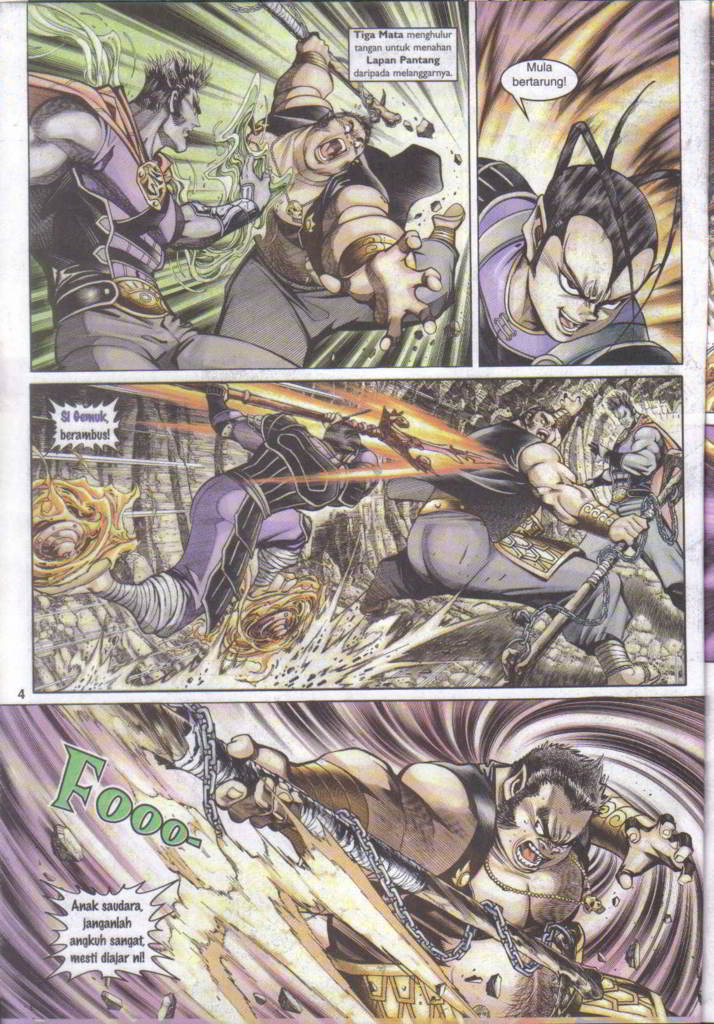 Tiga Mata menghulur
tangan untuk menahan
Lapan Pantang
daripada melanggarnya.
Mula
bertarung!
Si Gemuk,
berambus!
4
Fooo-
Anak saudara,
janganlah
angkuh sangat,
mesti diajar ni!